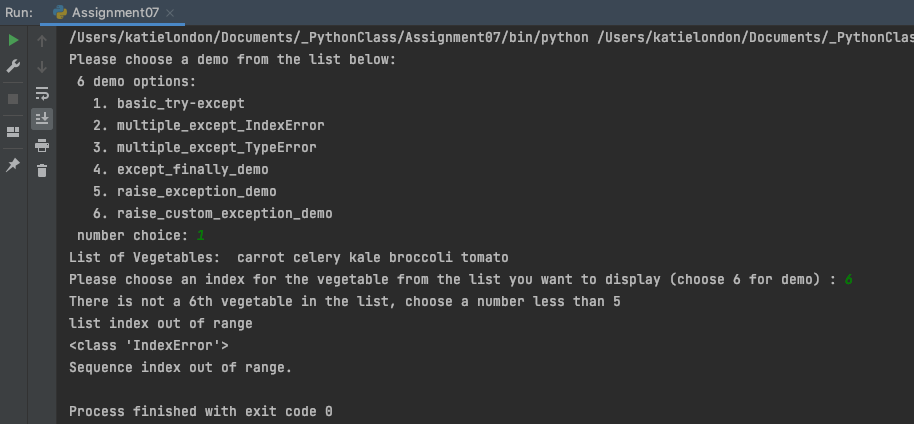 Run: Assignment07
/Users/katielondon/Documents/_PythonClass/Assignment07/bin/python /Users/katielondon/Documents/_PythonClas
Please choose a demo from the list below:
6 demo options:
1. basic_try-except
2. multiple_except_IndexError
3. multiple_except_TypeError
4. except_finally_demo
5. raise_exception_demo
6. raise_custom_exception_demo
number choice: 1
List of Vegetables:  carrot celery kale broccoli tomato
Please choose an index for the vegetable from the list you want to display (choose 6 for demo) : 6
There is not a 6th vegetable in the list, choose a number less than 5
list index out of range
<class 'IndexError'>
Sequence index out of range.
Process finished with exit code 0